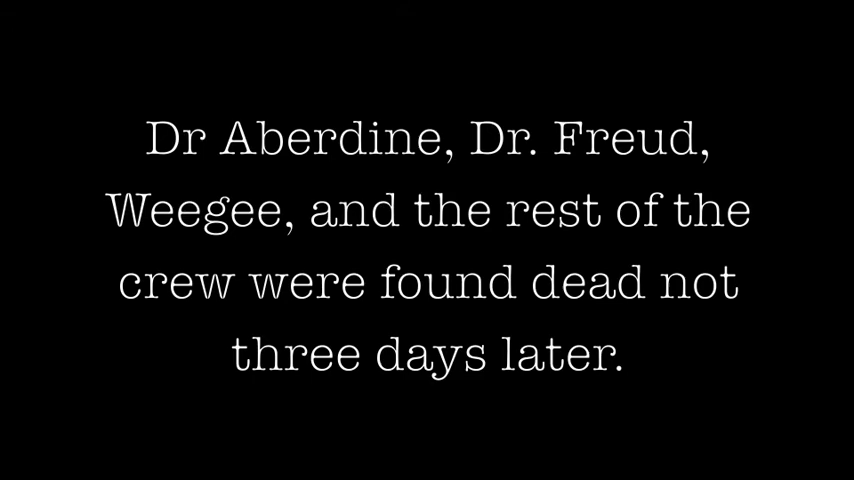 Dr Aberdine, Dr. Freud,
Weegee, and the rest of the
crew were found dead not
three days later.